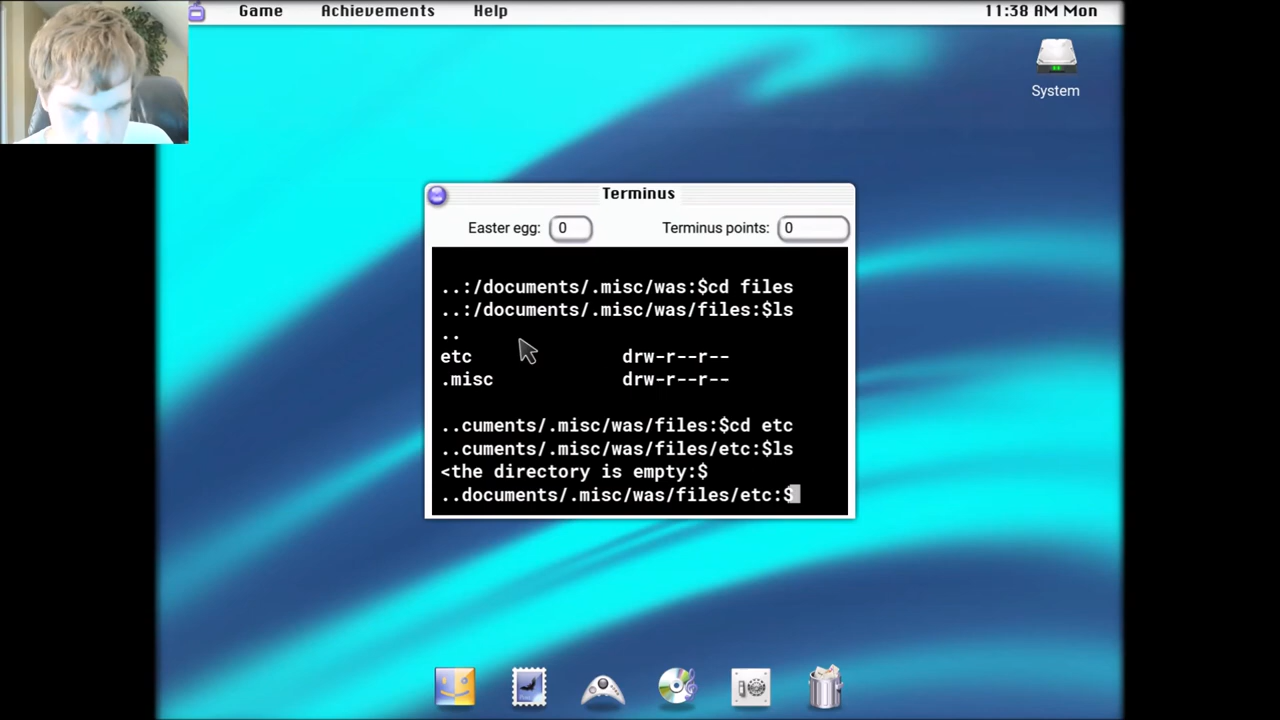 Game Achievements Help 11:38 AM Mon
System
Terminus
Easter egg: 0 Terminus points: 0
..:/documents/.misc/was:$cd files
..:/documents/.misc/was/files:$ls
..
etc drw-r--r--
.misc drw-r--r--
..cuments/.misc/was/files:$cd etc
..cuments/.misc/was/files/etc:$ls
<the directory is empty:$
..documents/.misc/was/files/etc:$